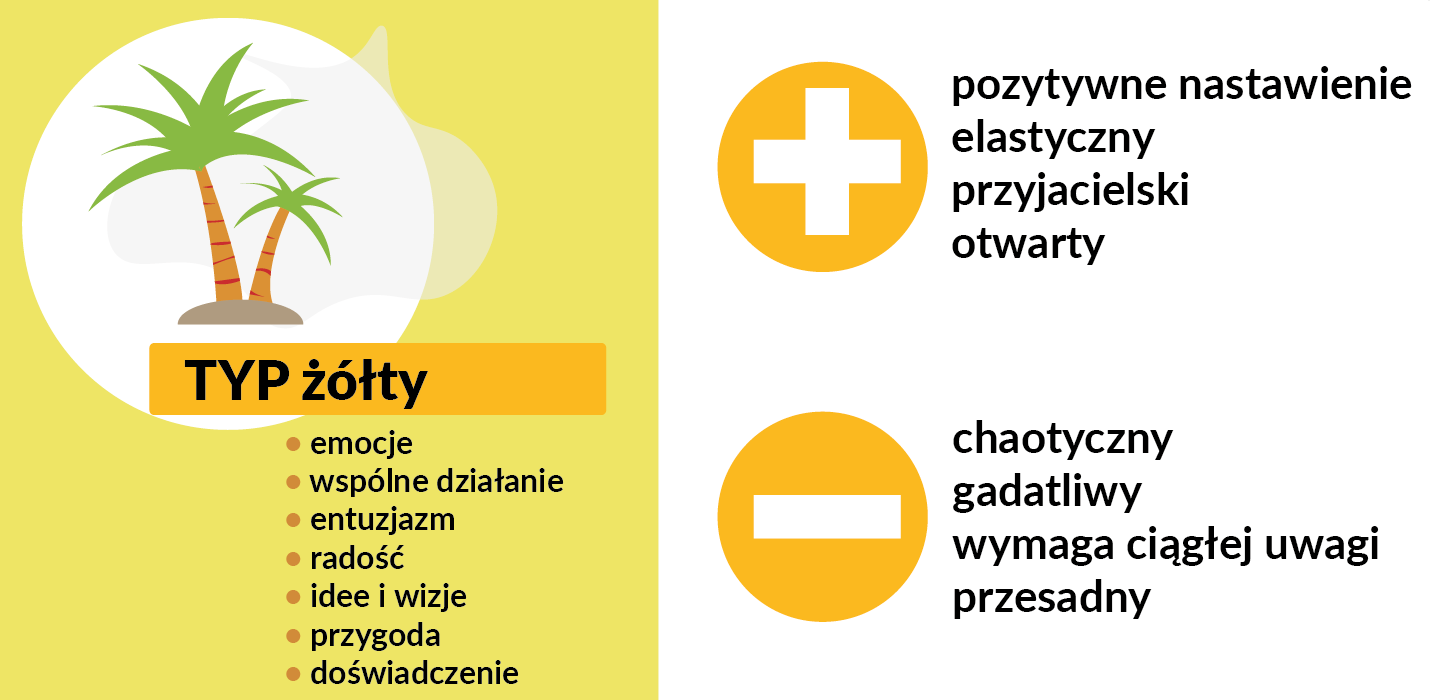 TYP żółty
emocje
wspólne działanie
entuzjazm
radość
idee i wizje
przygoda
doświadczenie
pozytywne nastawienie
elastyczny
przyjacielski
otwarty
chaotyczny
gadatliwy
wymaga ciągłej uwagi
przesadny